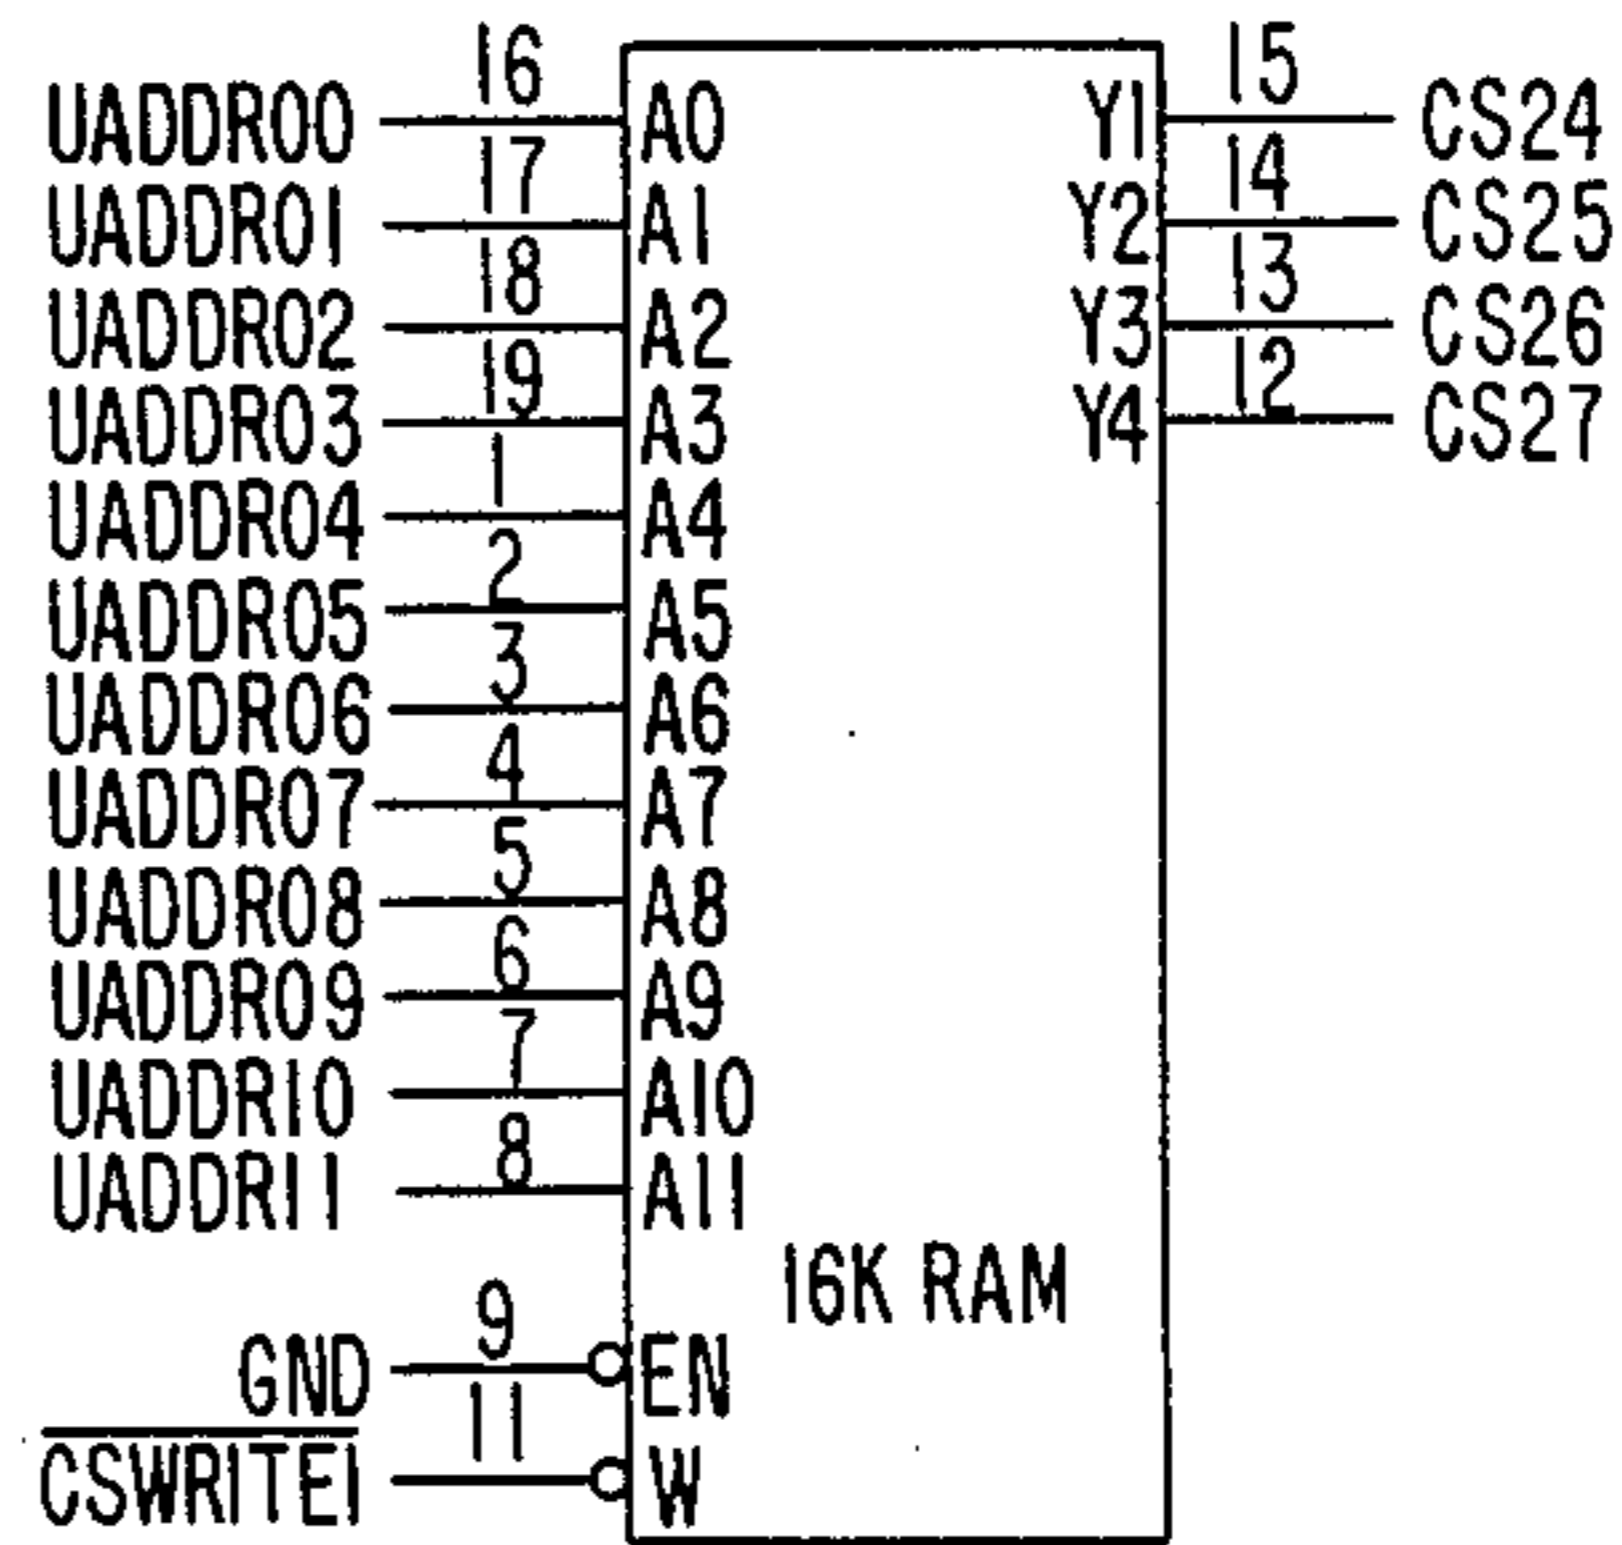 16 15
UADDR00 A0 Y1 CS24
17 14
UADDR01 A1 Y2 CS25
18 13
UADDR02 A2 Y3 CS26
19 12
UADDR03 A3 Y4 CS27
1
UADDR04 A4
2
UADDR05 A5
3
UADDR06 A6
4
UADDR07 A7
5
UADDR08 A8
6
UADDR09 A9
7
UADDR10 A10
8
UADDR11 A11
16K RAM
9
GND EN
11
CSWRITE1 W